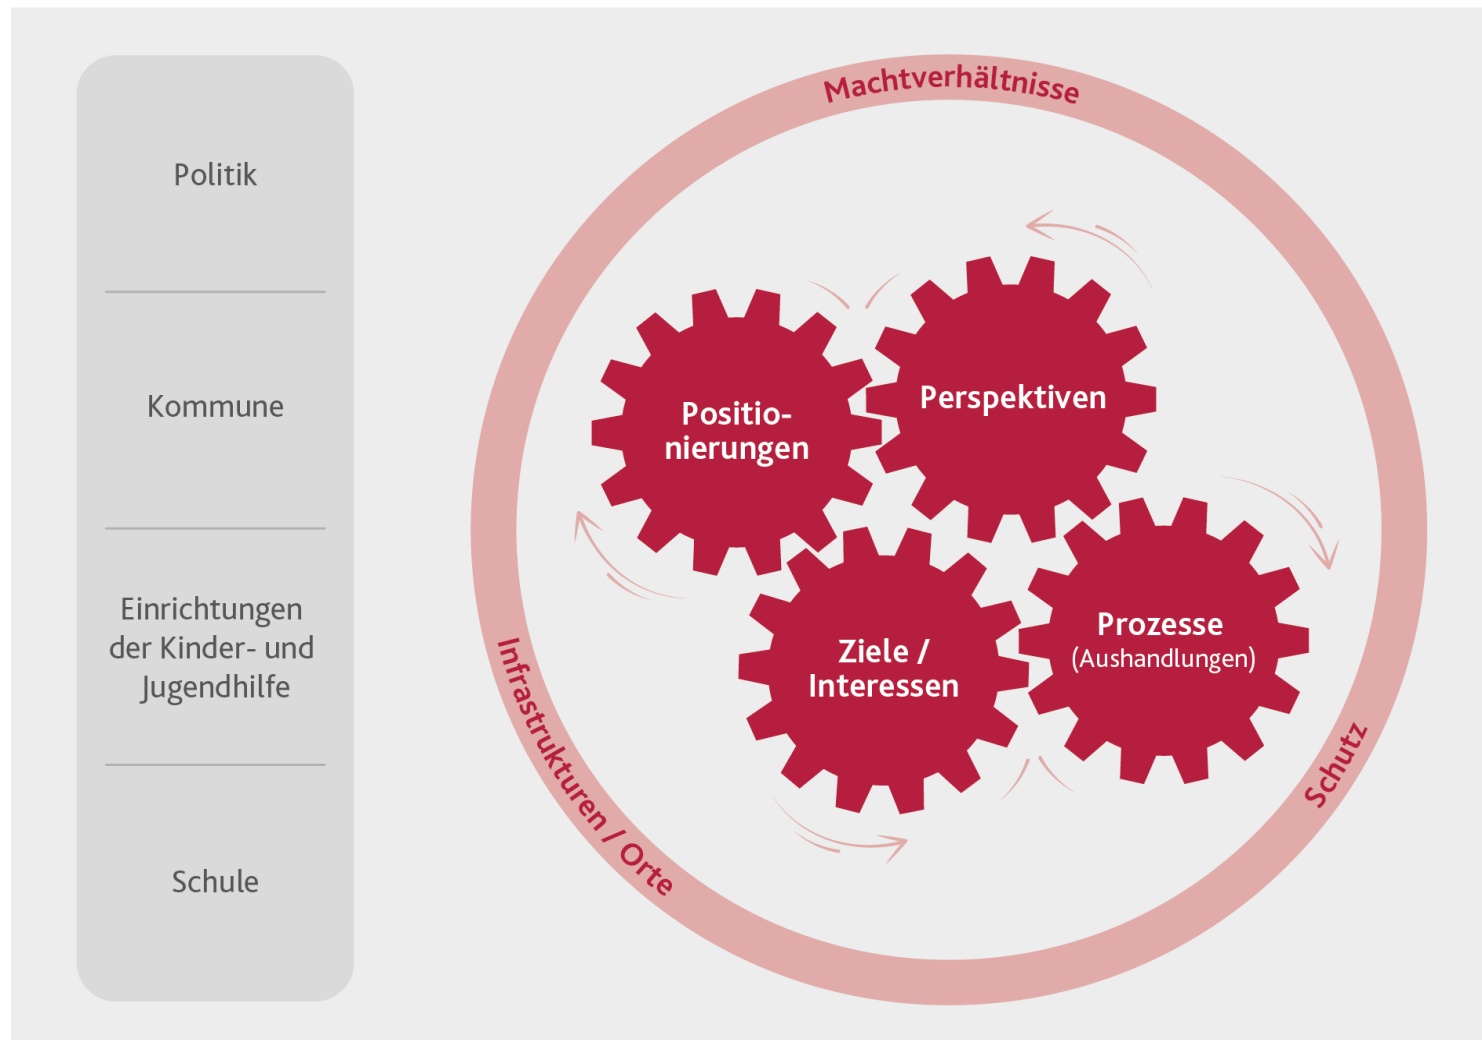 Politik
Kommune
Einrichtungen
der Kinder- und
Jugendhilfe
Schule
Machtverhältnisse
Positio-
nierungen
Perspektiven
Ziele /
Interessen
Prozesse
(Aushandlungen)
Infrastrukturen / Orte
Schutz